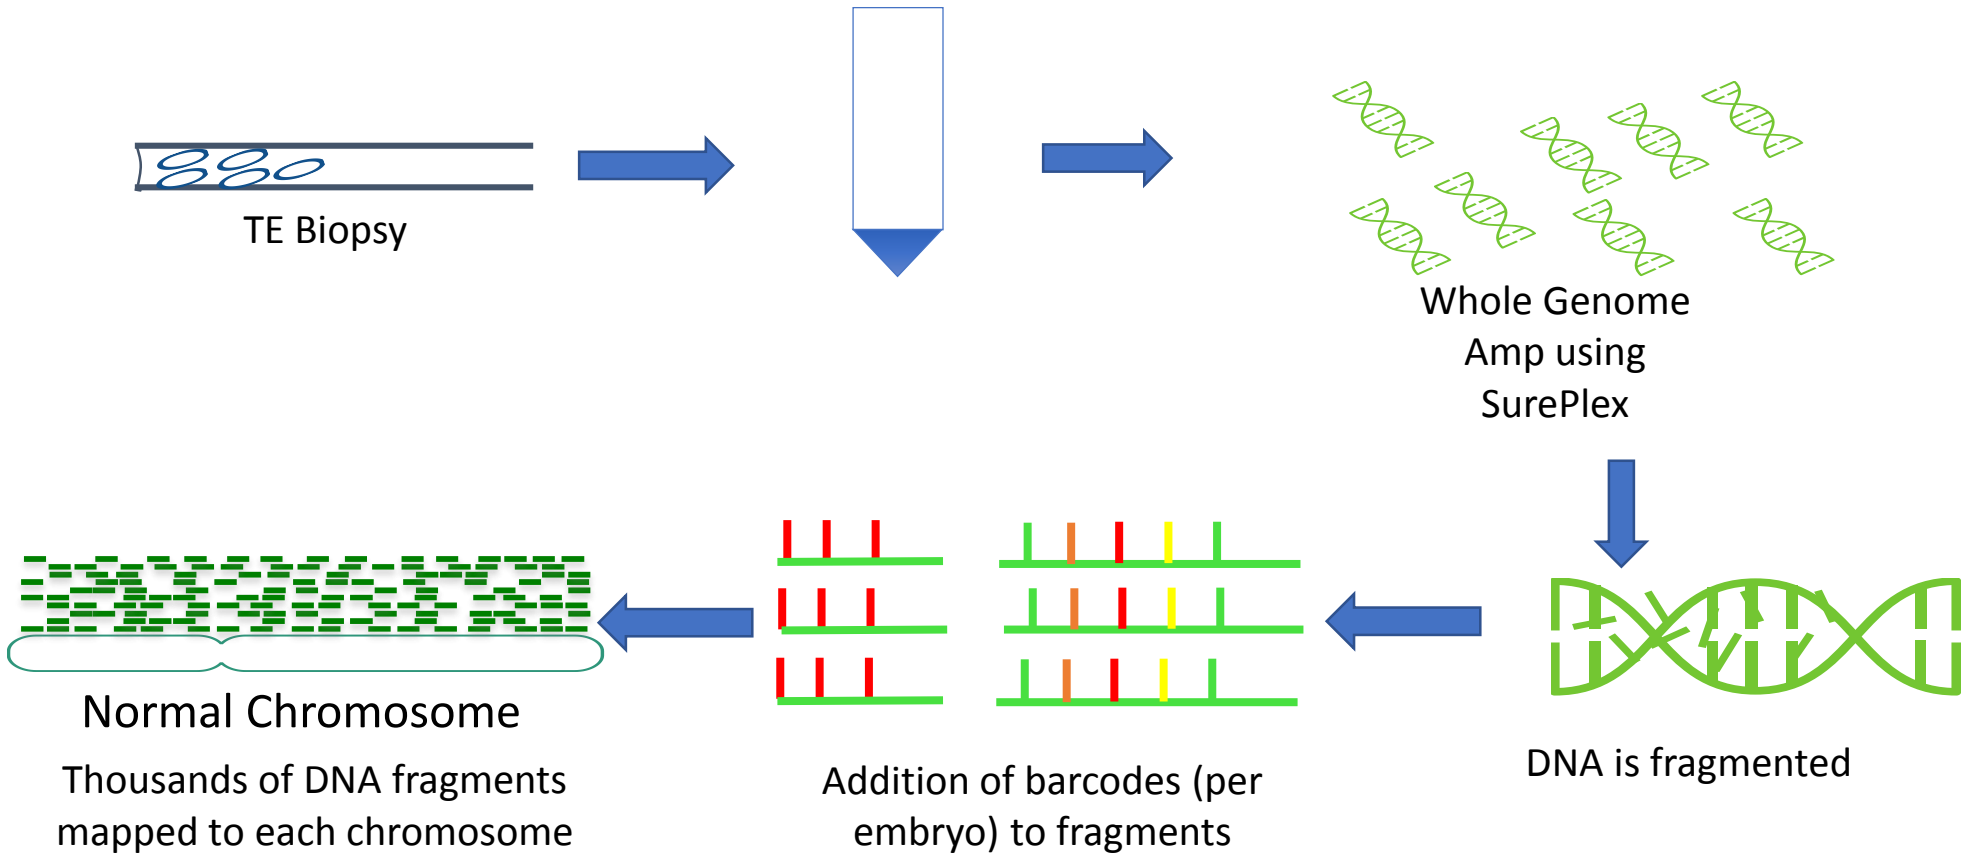 TE Biopsy
Whole Genome
Amp using
SurePlex
DNA is fragmented
Addition of barcodes (per
embryo) to fragments
Normal Chromosome
Thousands of DNA fragments
mapped to each chromosome